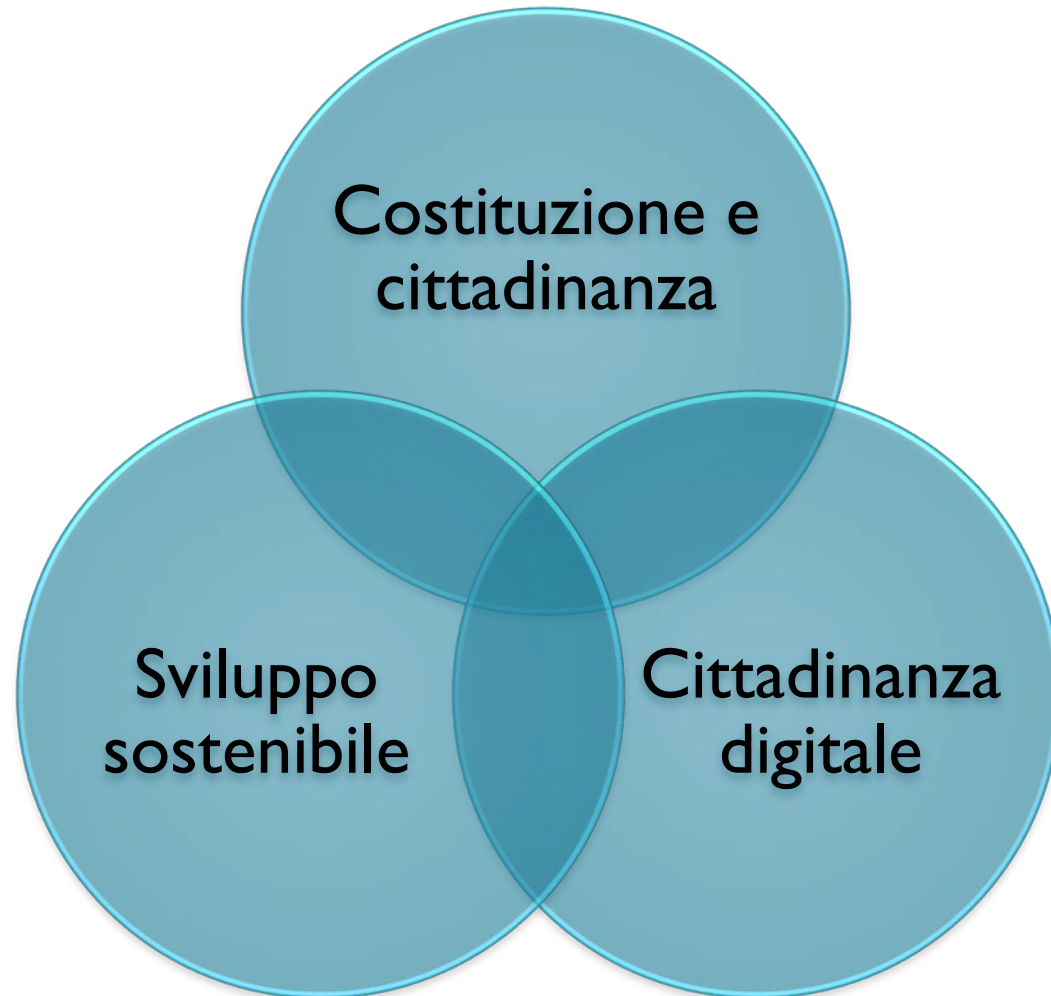 Costituzione e
cittadinanza
Sviluppo
sostenibile
Cittadinanza
digitale